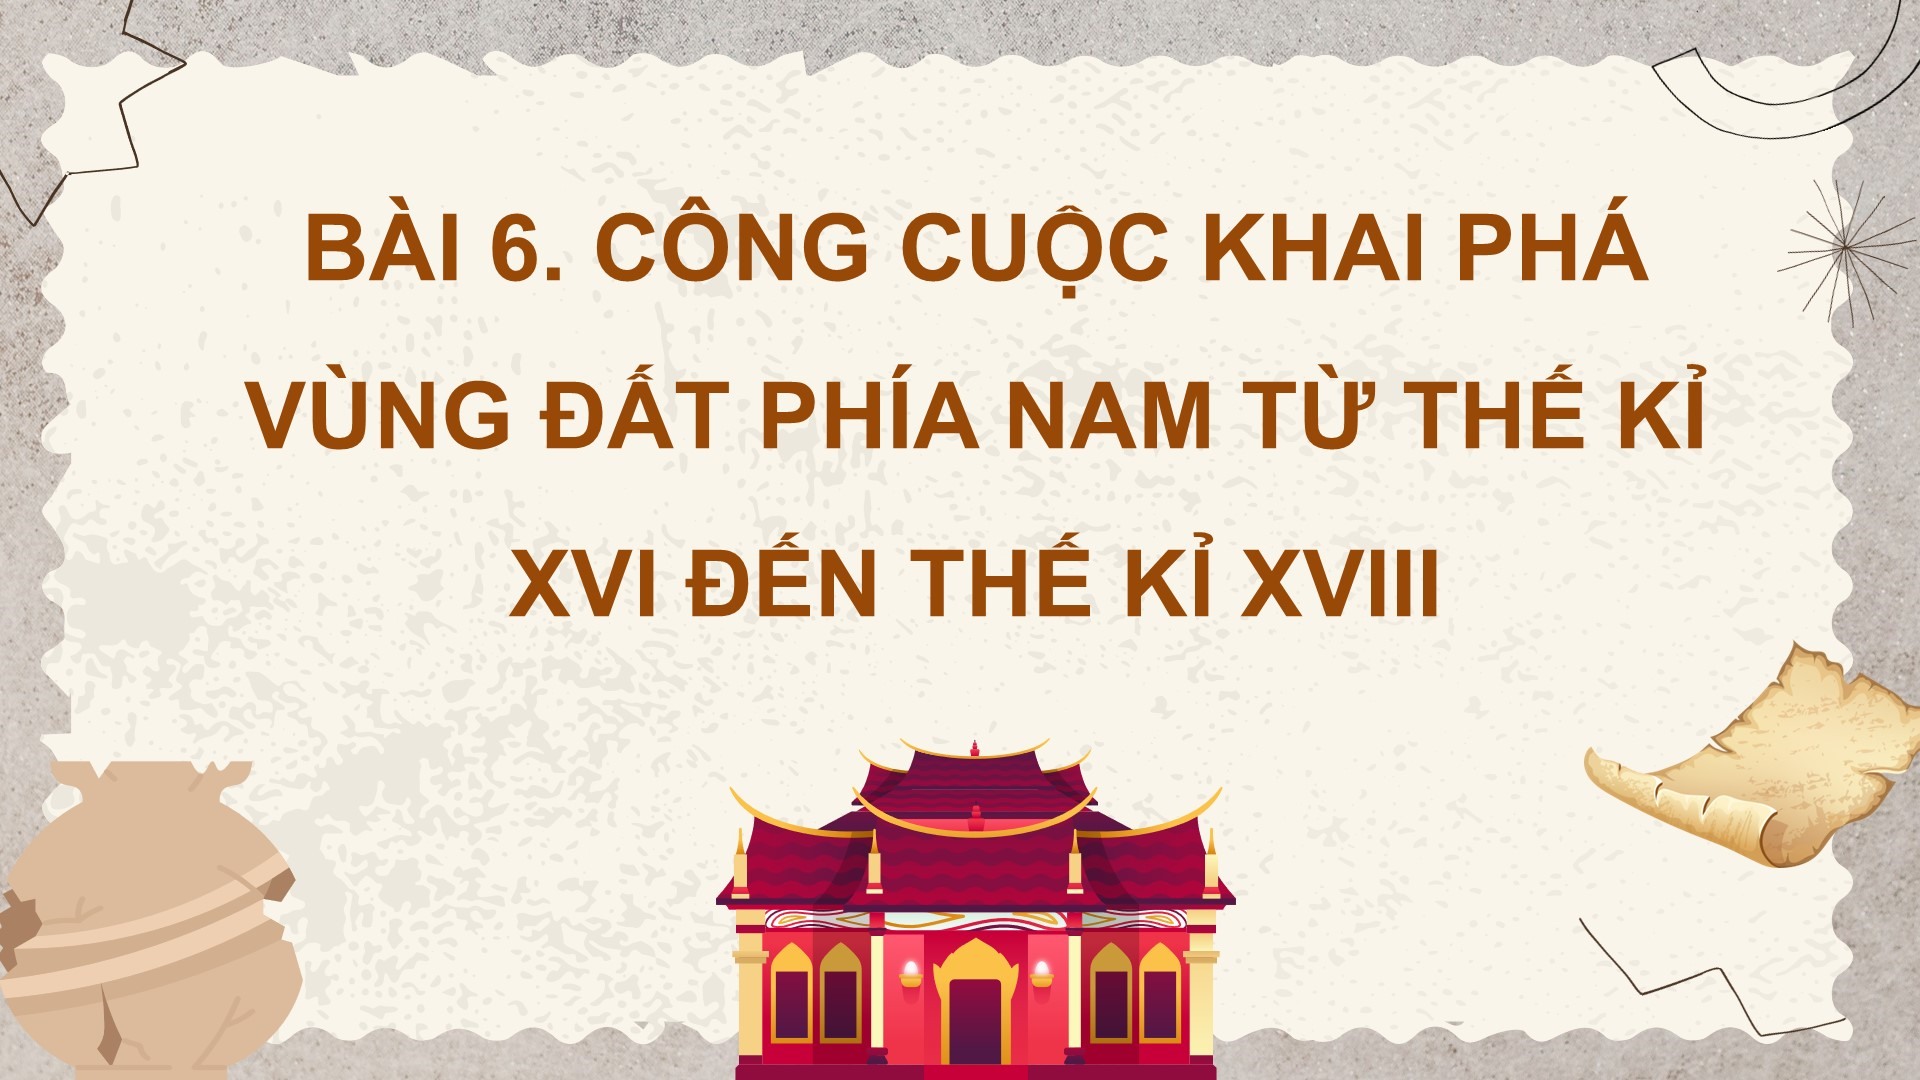 BÀI 6. CÔNG CUỘC KHAI PHÁ
VÙNG ĐẤT PHÍA NAM TỪ THẾ KỈ
XVI ĐẾN THẾ KỈ XVIII